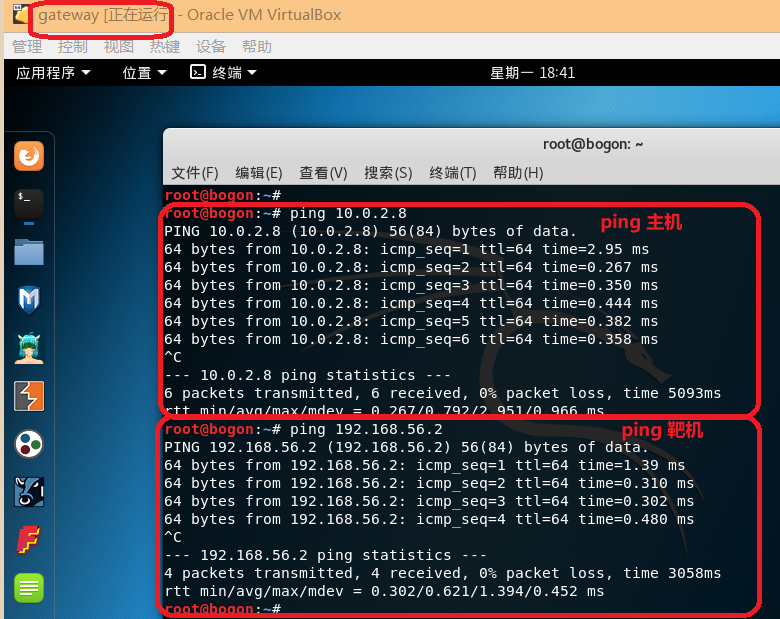 gateway [正在运行] - Oracle VM VirtualBox
管理 控制 视图 热键 设备 帮助
应用程序 位置 终端 星期一 18:41
root@bogon: ~
文件(F) 编辑(E) 查看(V) 搜索(S) 终端(T) 帮助(H)
root@bogon:~#
root@bogon:~# ping 10.0.2.8
ping 主机
PING 10.0.2.8 (10.0.2.8) 56(84) bytes of data.
64 bytes from 10.0.2.8: icmp_seq=1 ttl=64 time=2.95 ms
64 bytes from 10.0.2.8: icmp_seq=2 ttl=64 time=0.267 ms
64 bytes from 10.0.2.8: icmp_seq=3 ttl=64 time=0.350 ms
64 bytes from 10.0.2.8: icmp_seq=4 ttl=64 time=0.444 ms
64 bytes from 10.0.2.8: icmp_seq=5 ttl=64 time=0.382 ms
64 bytes from 10.0.2.8: icmp_seq=6 ttl=64 time=0.358 ms
^C
--- 10.0.2.8 ping statistics ---
6 packets transmitted, 6 received, 0% packet loss, time 5093ms
rtt min/avg/max/mdev = 0.267/0.792/2.951/0.966 ms
root@bogon:~# ping 192.168.56.2
ping 靶机
PING 192.168.56.2 (192.168.56.2) 56(84) bytes of data.
64 bytes from 192.168.56.2: icmp_seq=1 ttl=64 time=1.39 ms
64 bytes from 192.168.56.2: icmp_seq=2 ttl=64 time=0.310 ms
64 bytes from 192.168.56.2: icmp_seq=3 ttl=64 time=0.302 ms
64 bytes from 192.168.56.2: icmp_seq=4 ttl=64 time=0.480 ms
^C
--- 192.168.56.2 ping statistics ---
4 packets transmitted, 4 received, 0% packet loss, time 3058ms
rtt min/avg/max/mdev = 0.302/0.621/1.394/0.452 ms
root@bogon:~#